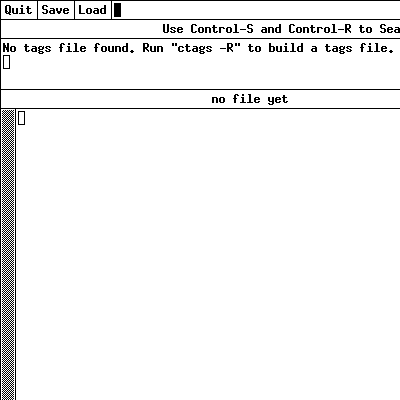 Quit Save Load
Use Control-S and Control-R to Sea
No tags file found. Run "ctags -R" to build a tags file.
no file yet